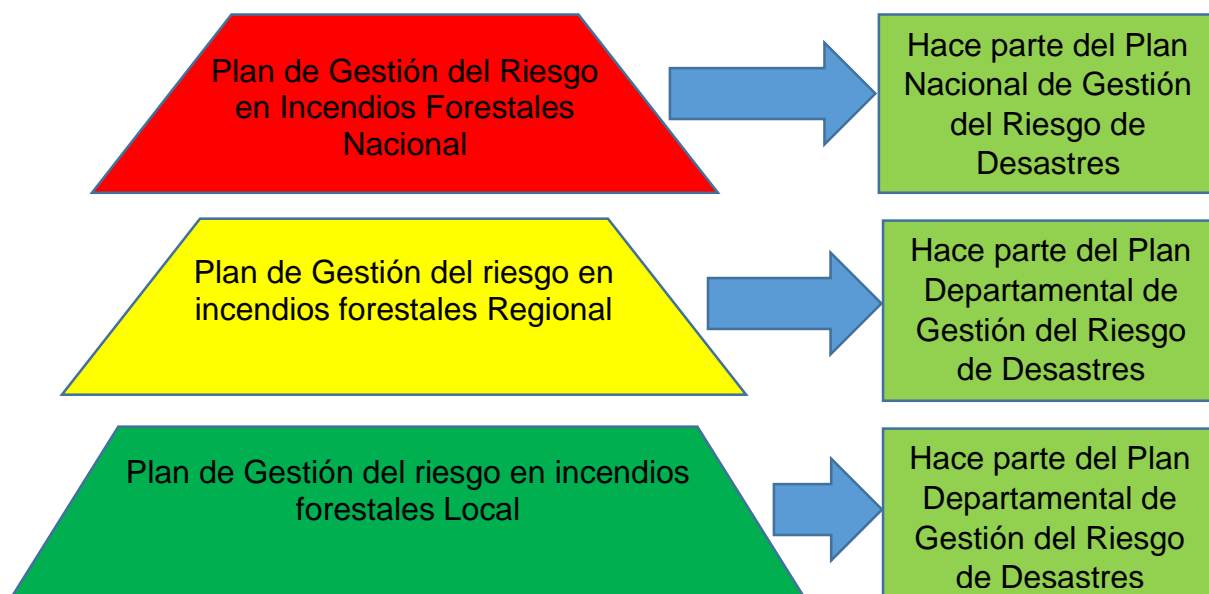 Plan de Gestión del Riesgo
en Incendios Forestales
Nacional
Hace parte del Plan
Nacional de Gestión
del Riesgo de
Desastres
Plan de Gestión del riesgo en
incendios forestales Regional
Hace parte del Plan
Departamental de
Gestión del Riesgo
de Desastres
Plan de Gestión del riesgo en incendios
forestales Local
Hace parte del Plan
Departamental de
Gestión del Riesgo
de Desastres